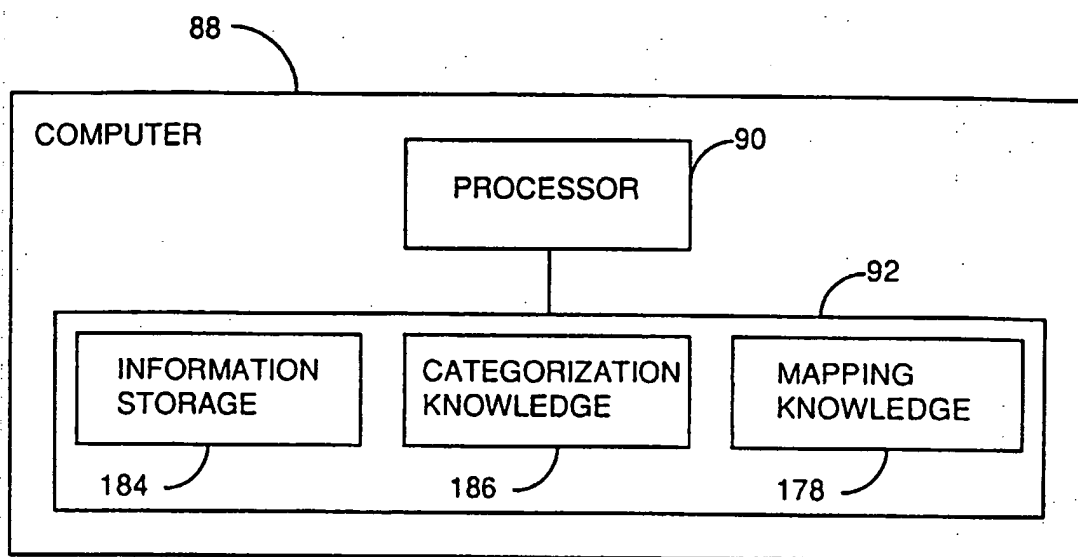 88
COMPUTER
90
PROCESSOR
92
INFORMATION
STORAGE
CATEGORIZATION
KNOWLEDGE
MAPPING
KNOWLEDGE
184
186
178